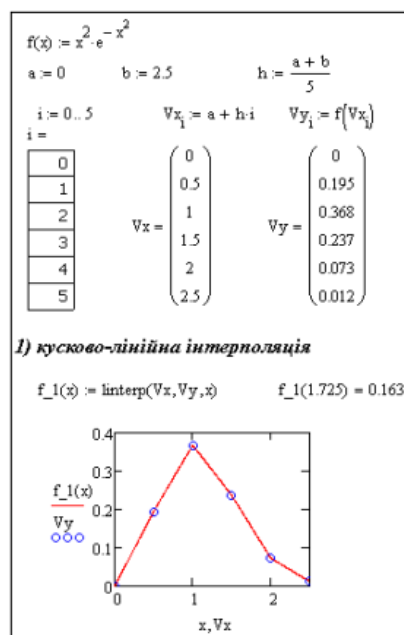 f(x) := x²·e^(-x²)
a := 0 b := 2.5 h := (a + b)/5
i := 0..5 Vx_i := a + h·i Vy_i := f(Vx_i)
i =
0
1
2
3
4
5
Vx = (0 0.5 1 1.5 2 2.5)
Vy = (0 0.195 0.368 0.237 0.073 0.012)
1) кусково-лінійна інтерполяція
f_1(x) := linterp(Vx,Vy,x) f_1(1.725) = 0.163
0.4
0.3
0.2
0.1
0
f_1(x)
Vy
0 1 2
x,Vx